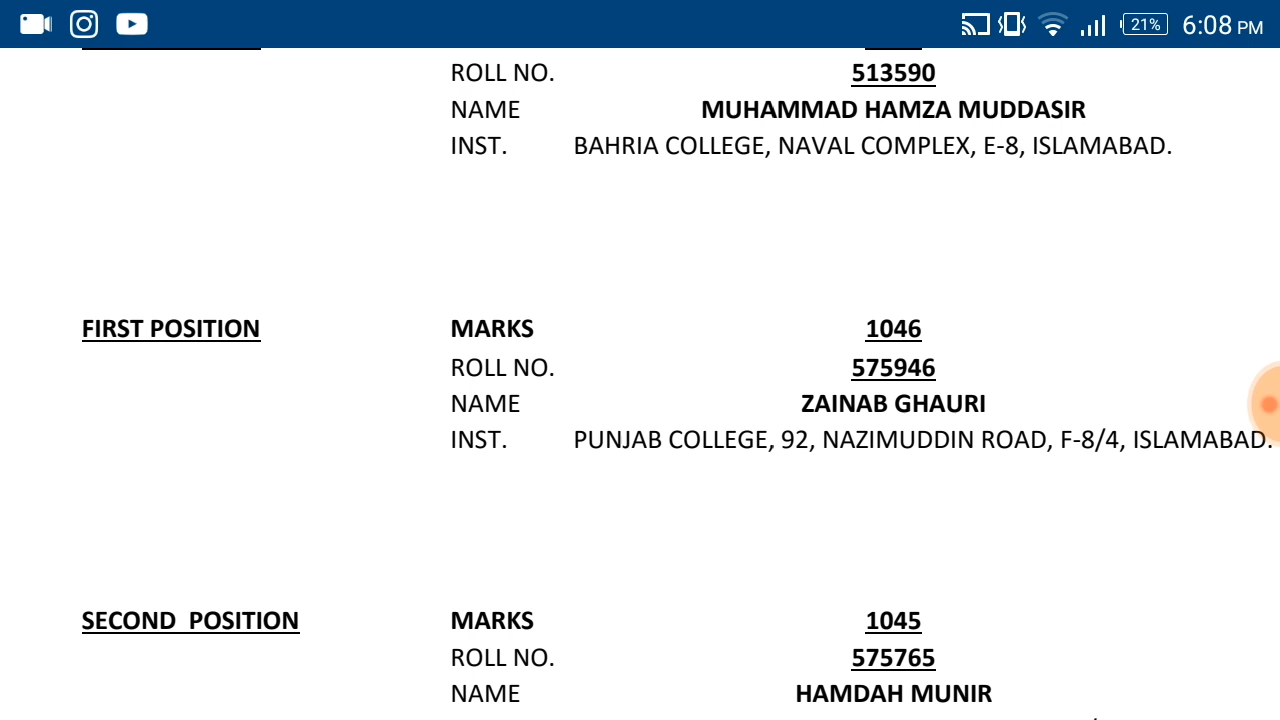 21% 6:08 PM
ROLL NO. 513590
NAME MUHAMMAD HAMZA MUDDASIR
INST. BAHRIA COLLEGE, NAVAL COMPLEX, E-8, ISLAMABAD.
FIRST POSITION MARKS 1046
ROLL NO. 575946
NAME ZAINAB GHAURI
INST. PUNJAB COLLEGE, 92, NAZIMUDDIN ROAD, F-8/4, ISLAMABAD.
SECOND POSITION MARKS 1045
ROLL NO. 575765
NAME HAMDAH MUNIR